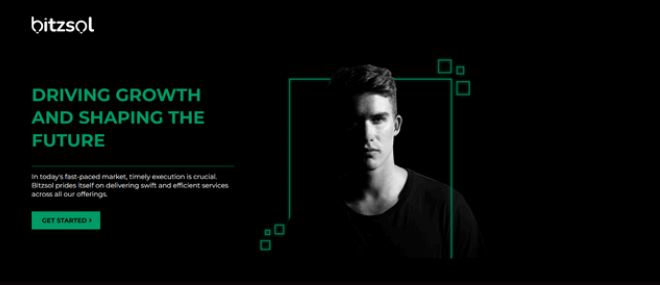 bitzsol
DRIVING GROWTH
AND SHAPING THE
FUTURE
In today's fast-paced market, timely execution is crucial.
Bitzsol prides itself on delivering swift and efficient services
across all our offerings.
GET STARTED >